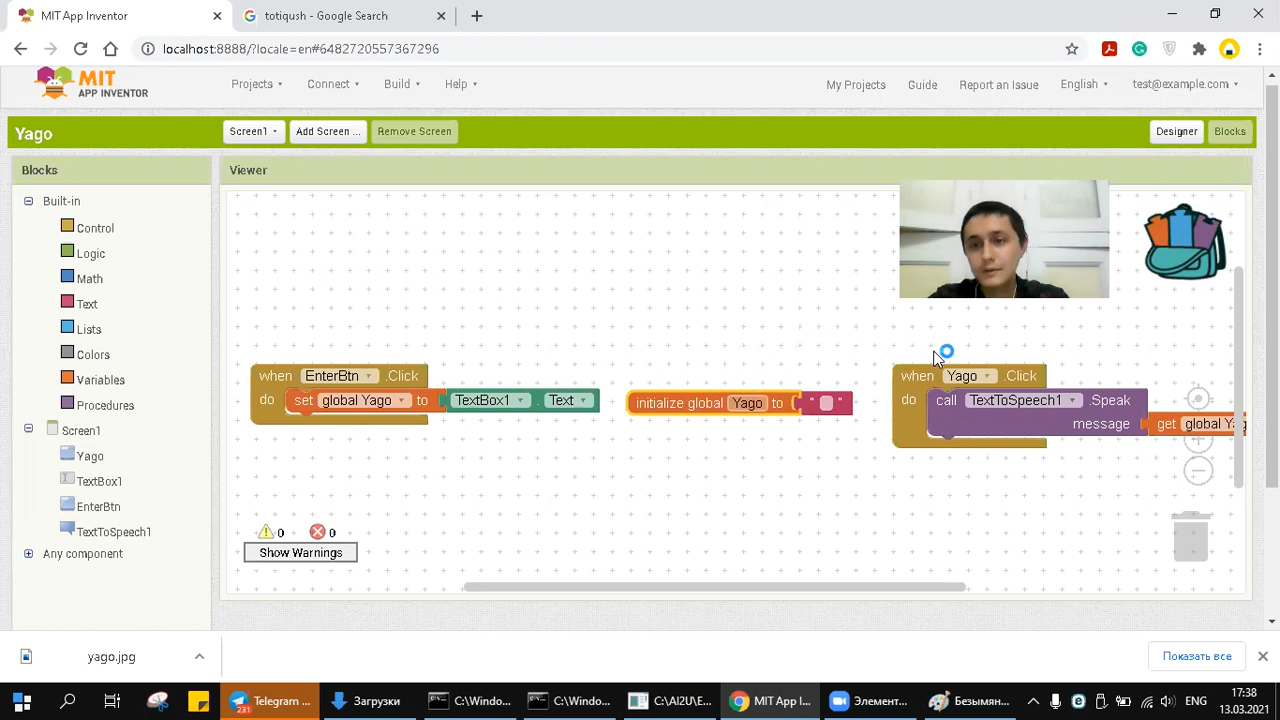 MIT App Inventor
totiqush - Google Search
localhost:8888/?locale=en#6482720557367296
MIT
APP INVENTOR
Projects
Connect
Build
Help
My Projects
Guide
Report an Issue
English
test@example.com
Yago
Screen1
Add Screen ...
Remove Screen
Designer
Blocks
Blocks
Viewer
Built-in
Control
Logic
Math
Text
Lists
Colors
Variables
Procedures
Screen1
Yago
TextBox1
EnterBtn
TextToSpeech1
Any component
when EnterBtn .Click
do set global Yago to TextBox1 . Text
initialize global Yago to " "
when Yago .Click
do call TextToSpeech1 .Speak
message get global Yag
0 0
Show Warnings
yago.jpg
Показать все
Telegram
231
Загрузки
C:\Windo...
C:\Windo...
C:\AI2U\E...
MIT App I...
Элемент...
Безымян...
ENG
17:38
13.03.2021